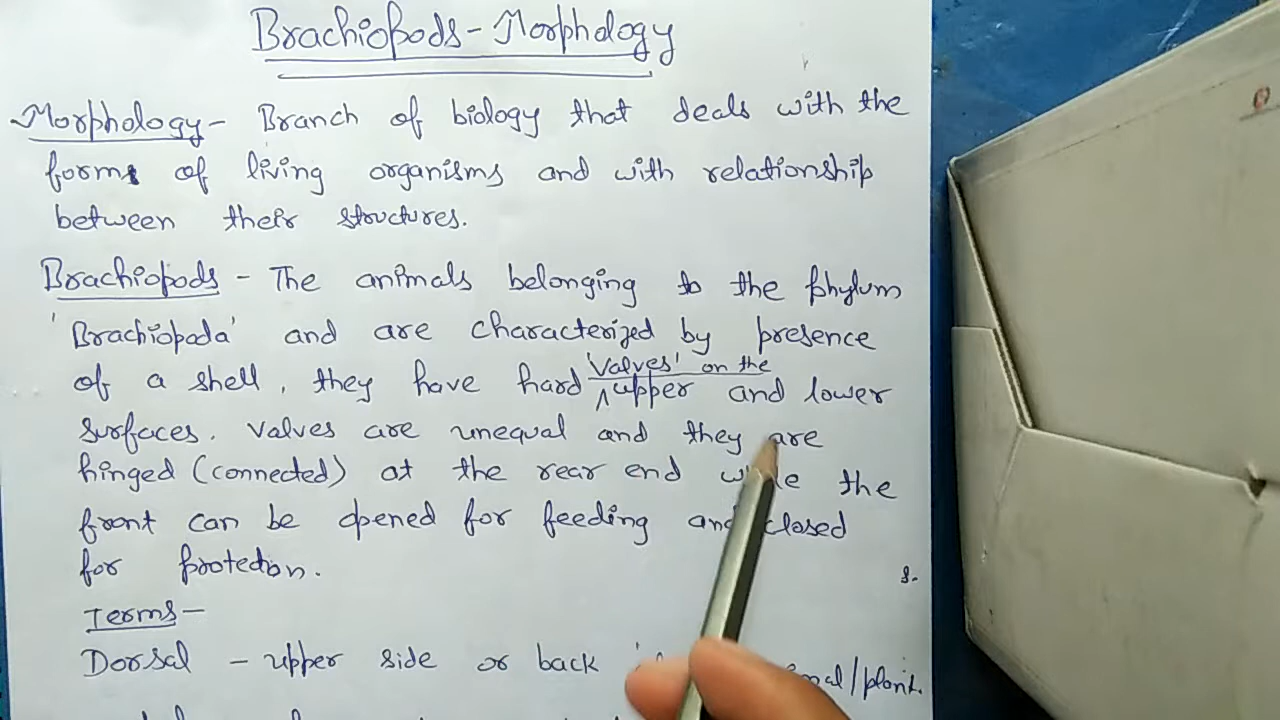 Brachiopods - Morphology
Morphology - Branch of biology that deals with the
forms of living organisms and with relationship
between their structures.
Brachiopods - The animals belonging to the phylum
'Brachiopoda' and are characterized by presence
of a shell, they have hard 'Valves' on the upper and lower
surfaces. Valves are unequal and they are
hinged (connected) at the rear end while the
front can be opened for feeding and closed
for protection.
Terms -
Dorsal - upper side or back /plant.